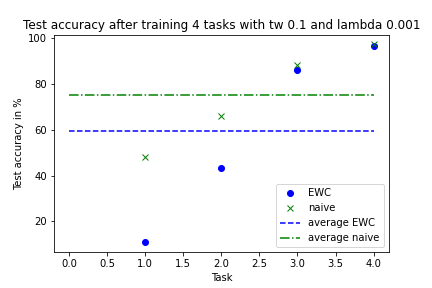 Test accuracy after training 4 tasks with tw 0.1 and lambda 0.001
100
80
60
40
20
Test accuracy in %
EWC
naive
average EWC
average naive
0.0 0.5 1.0 1.5 2.0 2.5 3.0 3.5 4.0
Task